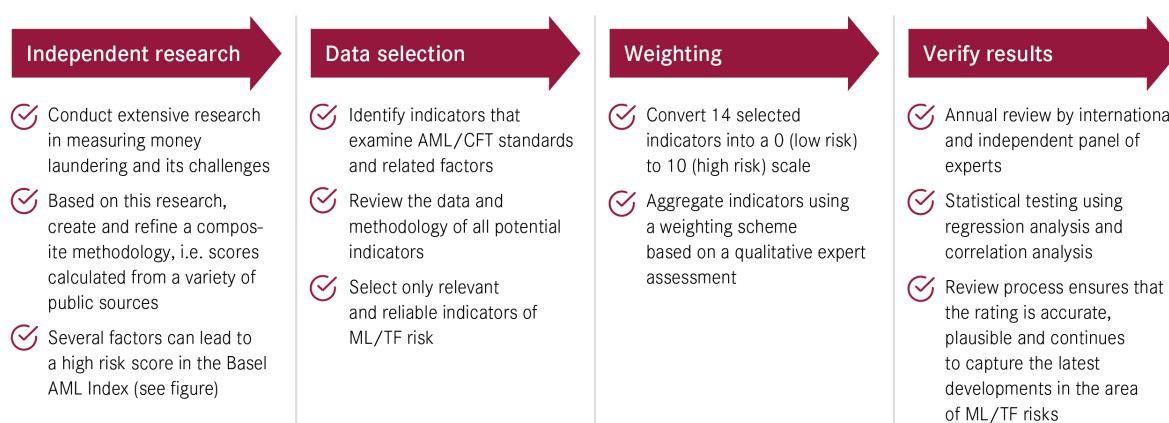 Independent research
Conduct extensive research
in measuring money
laundering and its challenges
Based on this research,
create and refine a compos-
ite methodology, i.e. scores
calculated from a variety of
public sources
Several factors can lead to
a high risk score in the Basel
AML Index (see figure)
Data selection
Identify indicators that
examine AML/CFT standards
and related factors
Review the data and
methodology of all potential
indicators
Select only relevant
and reliable indicators of
ML/TF risk
Weighting
Convert 14 selected
indicators into a 0 (low risk)
to 10 (high risk) scale
Aggregate indicators using
a weighting scheme
based on a qualitative expert
assessment
Verify results
Annual review by internationa
and independent panel of
experts
Statistical testing using
regression analysis and
correlation analysis
Review process ensures that
the rating is accurate,
plausible and continues
to capture the latest
developments in the area
of ML/TF risks